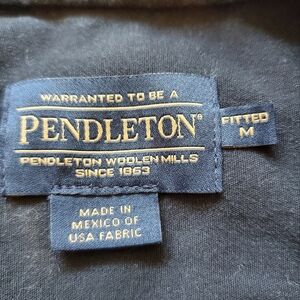 WARRANTED TO BE A
PENDLETON®
FITTED
M
PENDLETON WOOLEN MILLS
SINCE 1863
MADE IN
MEXICO OF
USA FABRIC